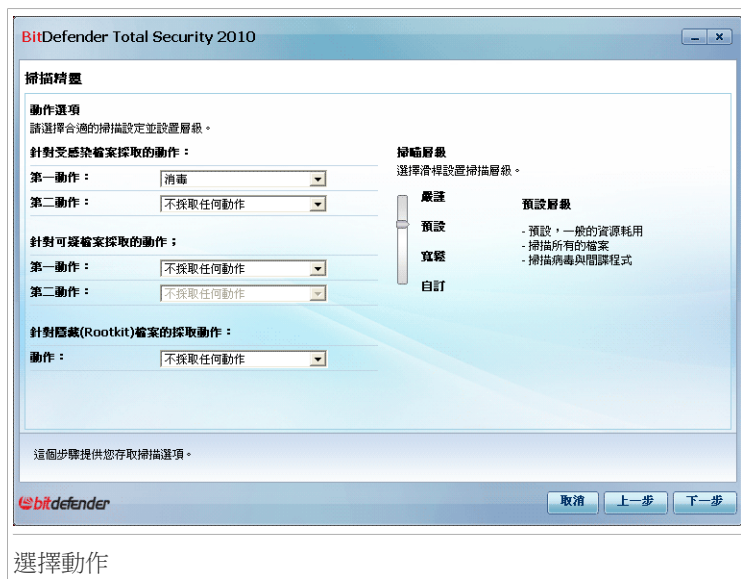 BitDefender Total Security 2010
掃描精靈
動作選項
請選擇合適的掃描設定並設置層級。
針對受感染檔案採取的動作：
第一動作：
消毒
第二動作：
不採取任何動作
針對可疑檔案採取的動作；
第一動作：
不採取任何動作
第二動作：
不採取任何動作
針對隱藏(Rootkit)檔案的採取動作：
動作：
不採取任何動作
掃瞄層級
選擇滑桿設置掃描層級。
嚴謹
預設
寬鬆
自訂
預設層級
- 預設，一般的資源耗用
- 掃描所有的檔案
- 掃描病毒與間諜程式
這個步驟提供您存取掃描選項。
bitdefender
取消
上一步
下一步
選擇動作